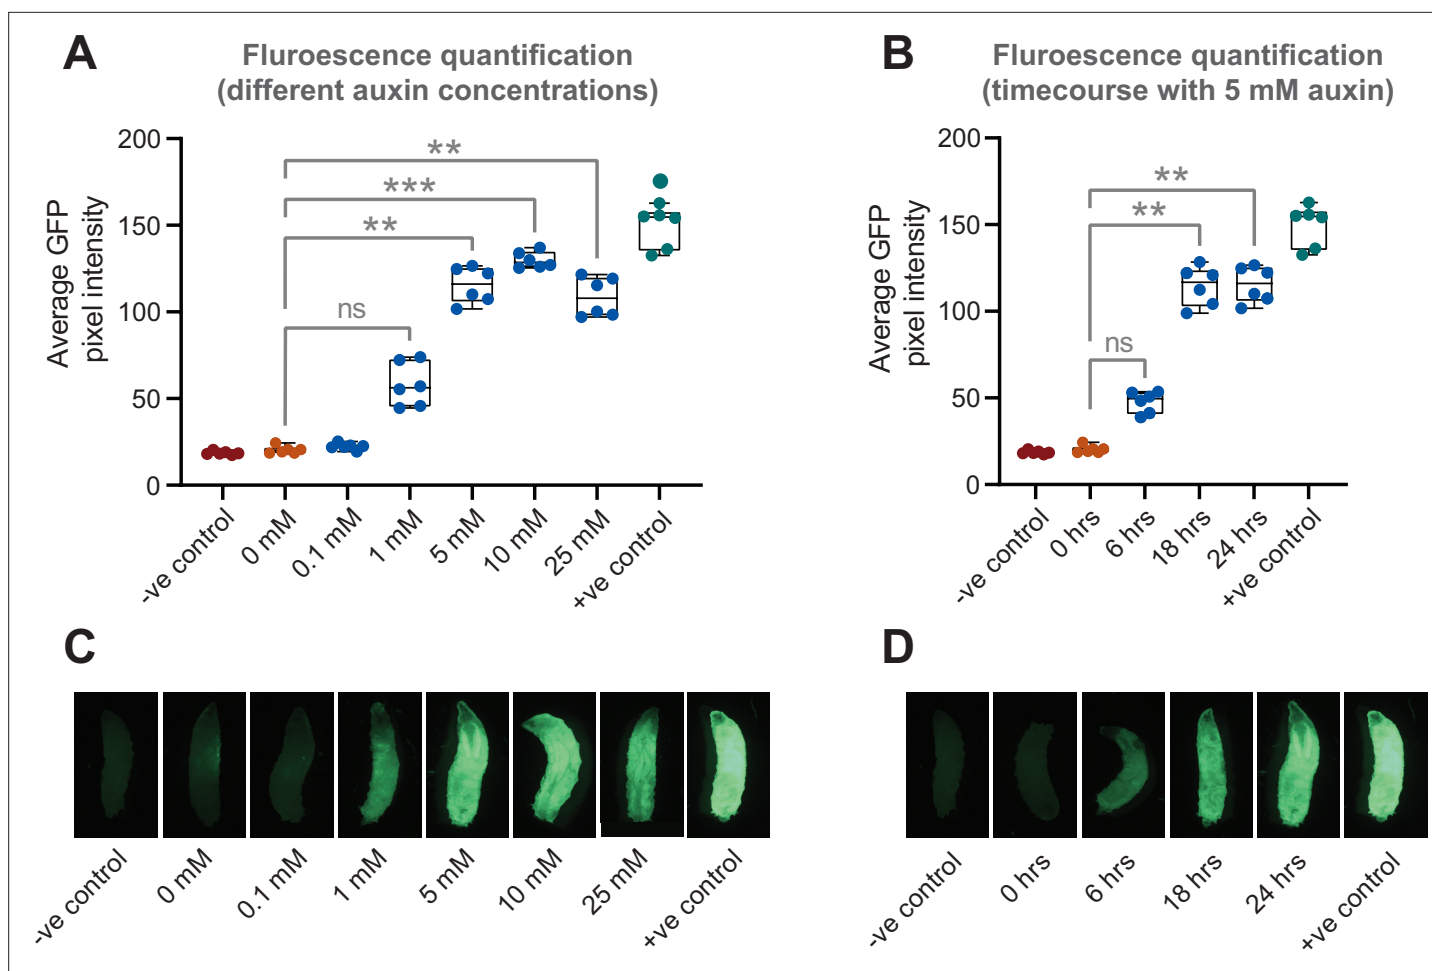 A
Fluroescence quantification
(different auxin concentrations)
Average GFP
pixel intensity
200
150
100
50
0
**
***
**
ns
-ve control
0 mM
0.1 mM
1 mM
5 mM
10 mM
25 mM
+ve control
B
Fluroescence quantification
(timecourse with 5 mM auxin)
Average GFP
pixel intensity
200
150
100
50
0
**
**
ns
-ve control
0 hrs
6 hrs
18 hrs
24 hrs
+ve control
C
-ve control
0 mM
0.1 mM
1 mM
5 mM
10 mM
25 mM
+ve control
D
-ve control
0 hrs
6 hrs
18 hrs
24 hrs
+ve control